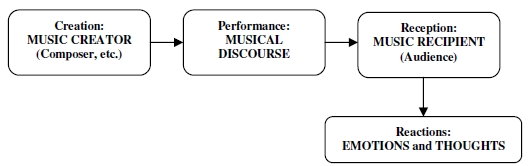 Creation:
MUSIC CREATOR
(Composer, etc.)
Performance:
MUSICAL
DISCOURSE
Reception:
MUSIC RECIPIENT
(Audience)
Reactions:
EMOTIONS and THOUGHTS